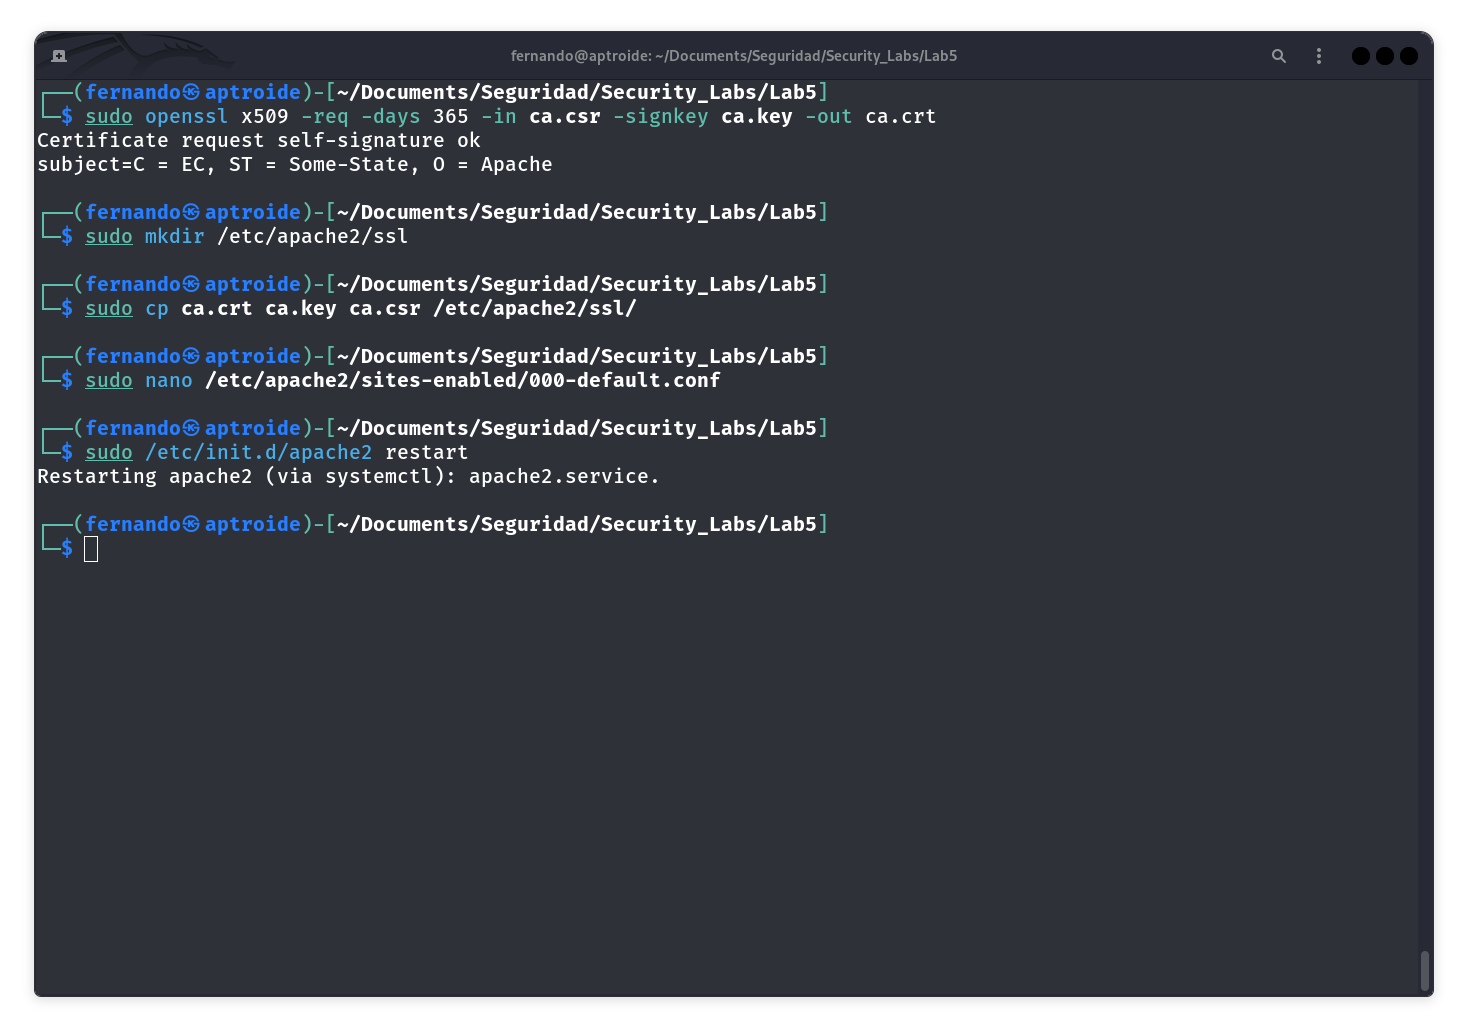 fernando@aptroide: ~/Documents/Seguridad/Security_Labs/Lab5
┌──(fernando㉿aptroide)-[~/Documents/Seguridad/Security_Labs/Lab5]
└─$ sudo openssl x509 -req -days 365 -in ca.csr -signkey ca.key -out ca.crt
Certificate request self-signature ok
subject=C = EC, ST = Some-State, O = Apache
┌──(fernando㉿aptroide)-[~/Documents/Seguridad/Security_Labs/Lab5]
└─$ sudo mkdir /etc/apache2/ssl
┌──(fernando㉿aptroide)-[~/Documents/Seguridad/Security_Labs/Lab5]
└─$ sudo cp ca.crt ca.key ca.csr /etc/apache2/ssl/
┌──(fernando㉿aptroide)-[~/Documents/Seguridad/Security_Labs/Lab5]
└─$ sudo nano /etc/apache2/sites-enabled/000-default.conf
┌──(fernando㉿aptroide)-[~/Documents/Seguridad/Security_Labs/Lab5]
└─$ sudo /etc/init.d/apache2 restart
Restarting apache2 (via systemctl): apache2.service.
┌──(fernando㉿aptroide)-[~/Documents/Seguridad/Security_Labs/Lab5]
└─$